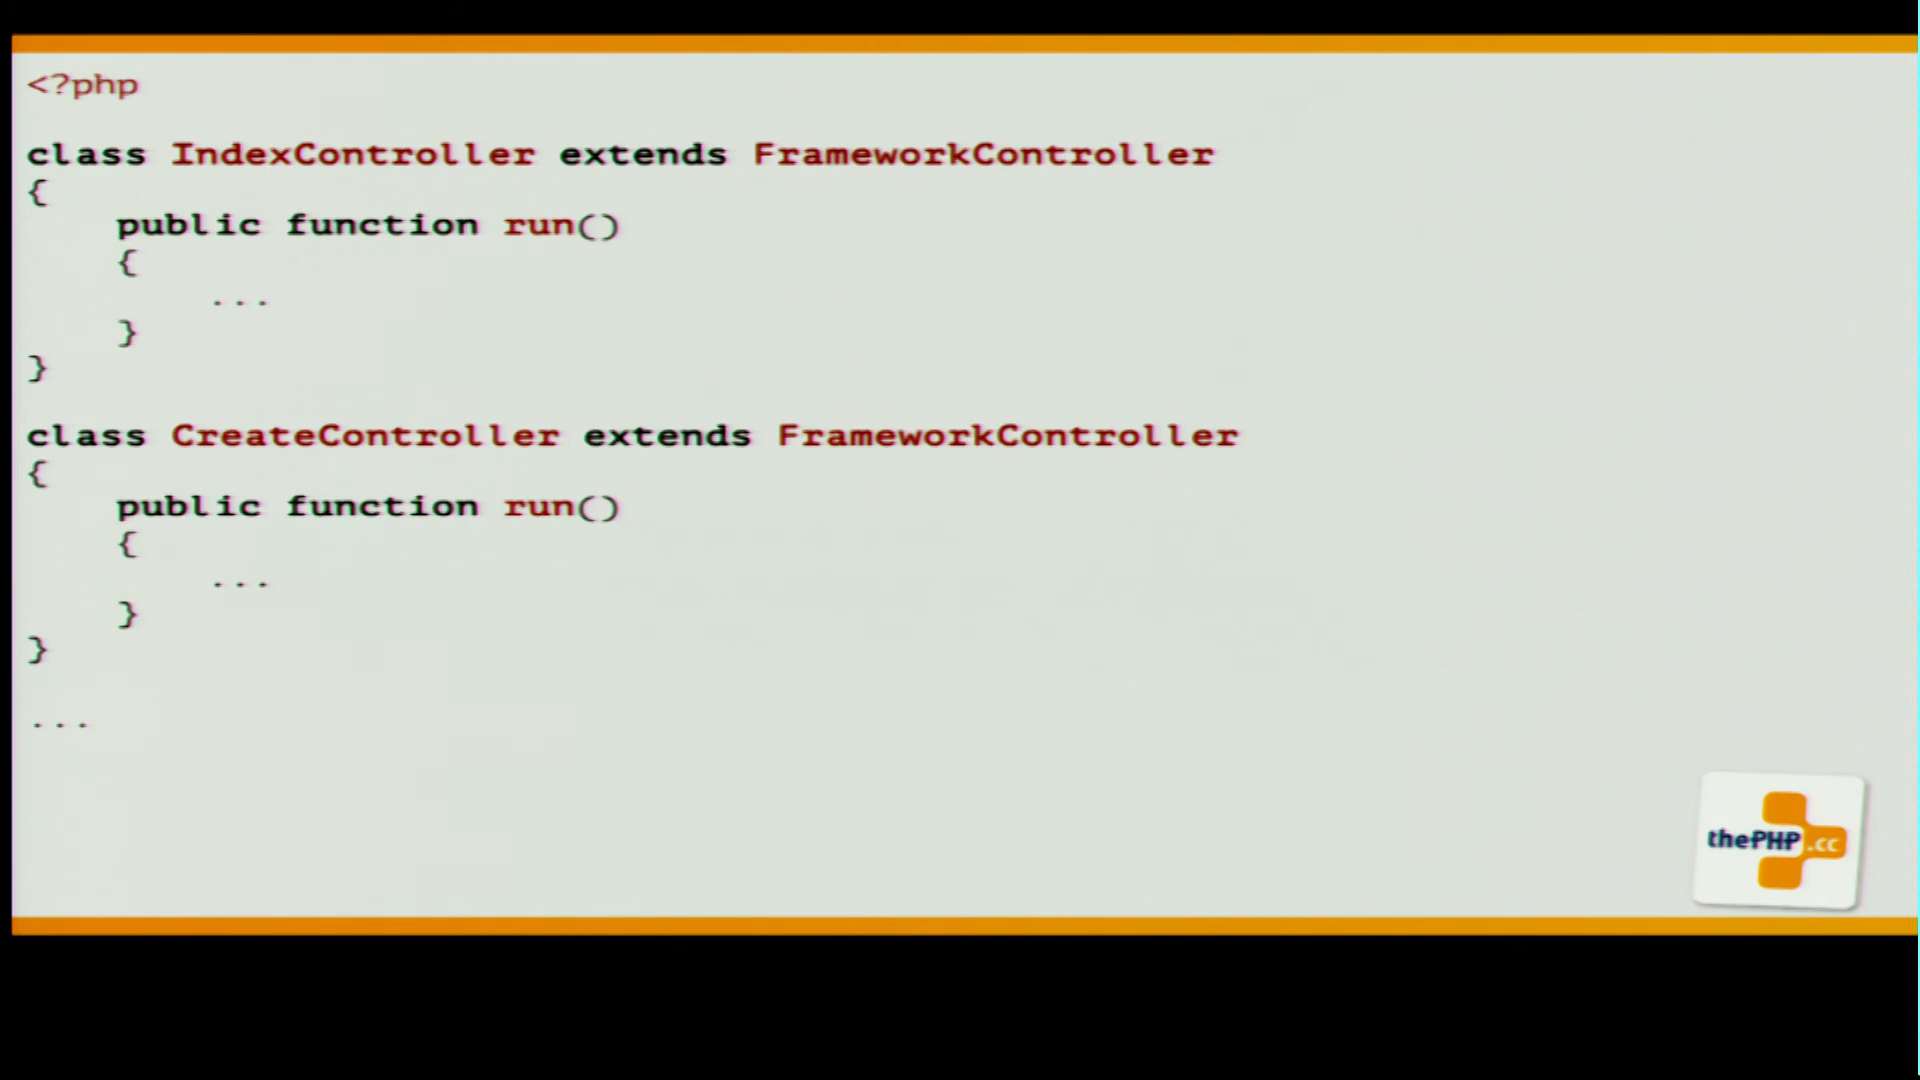 <?php
class IndexController extends FrameworkController
{
public function run()
{
...
}
}
class CreateController extends FrameworkController
{
public function run()
{
...
}
}
...
thePHP.cc